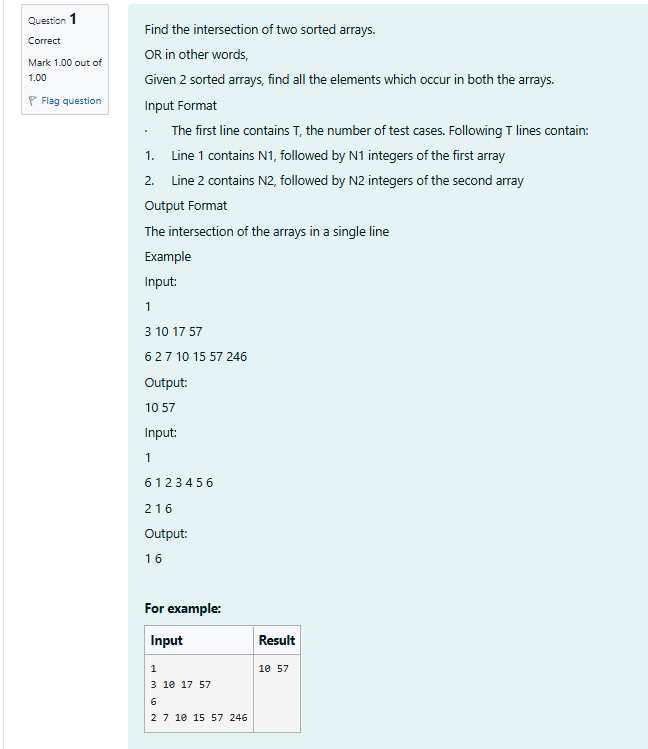 Question 1
Correct
Mark 1.00 out of
1.00
Flag question
Find the intersection of two sorted arrays.
OR in other words,
Given 2 sorted arrays, find all the elements which occur in both the arrays.
Input Format
· The first line contains T, the number of test cases. Following T lines contain:
1. Line 1 contains N1, followed by N1 integers of the first array
2. Line 2 contains N2, followed by N2 integers of the second array
Output Format
The intersection of the arrays in a single line
Example
Input:
1
3 10 17 57
6 2 7 10 15 57 246
Output:
10 57
Input:
1
6 1 2 3 4 5 6
2 1 6
Output:
1 6
For example:
Input Result
1 10 57
3 10 17 57
6
2 7 10 15 57 246